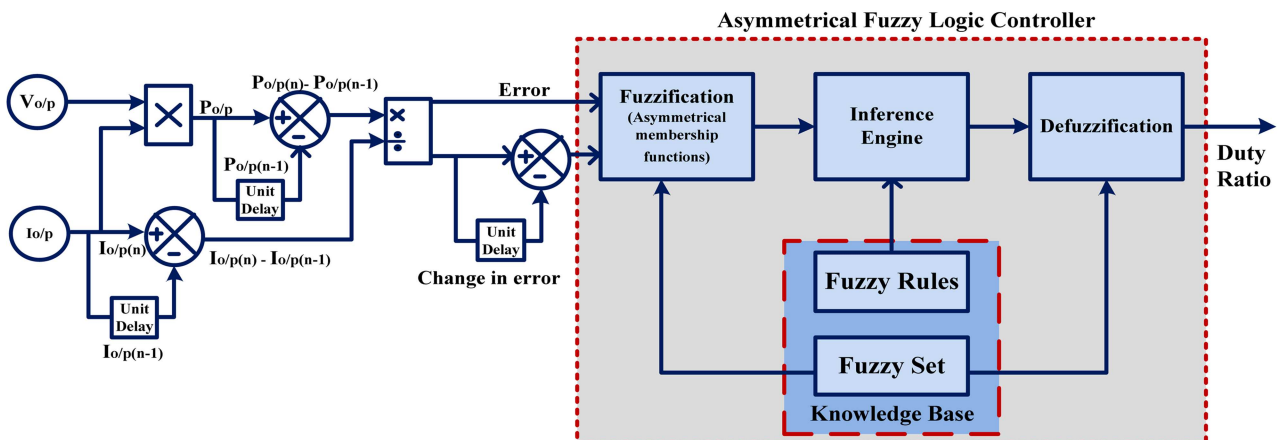 Asymmetrical Fuzzy Logic Controller
Vo/p
Po/p
Po/p(n)- Po/p(n-1)
+
-
×
÷
Po/p(n-1)
Unit
Delay
Io/p
Io/p(n)
+
-
Io/p(n) - Io/p(n-1)
Unit
Delay
Io/p(n-1)
Error
+
-
Unit
Delay
Change in error
Fuzzification
(Asymmetrical
membership
functions)
Inference
Engine
Defuzzification
Duty
Ratio
Fuzzy Rules
Fuzzy Set
Knowledge Base